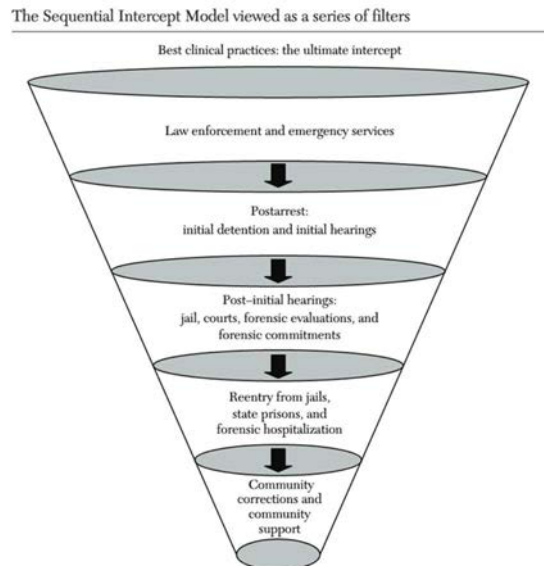 The Sequential Intercept Model viewed as a series of filters
Best clinical practices: the ultimate intercept
Law enforcement and emergency services
Postarrest:
initial detention and initial hearings
Post–initial hearings:
jail, courts, forensic evaluations, and
forensic commitments
Reentry from jails,
state prisons, and
forensic hospitalization
Community
corrections and
community
support